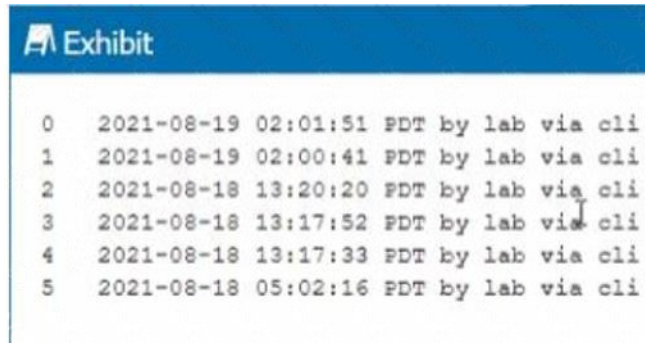 Exhibit
0 2021-08-19 02:01:51 PDT by lab via cli
1 2021-08-19 02:00:41 PDT by lab via cli
2 2021-08-18 13:20:20 PDT by lab via cli
3 2021-08-18 13:17:52 PDT by lab via cli
4 2021-08-18 13:17:33 PDT by lab via cli
5 2021-08-18 05:02:16 PDT by lab via cli